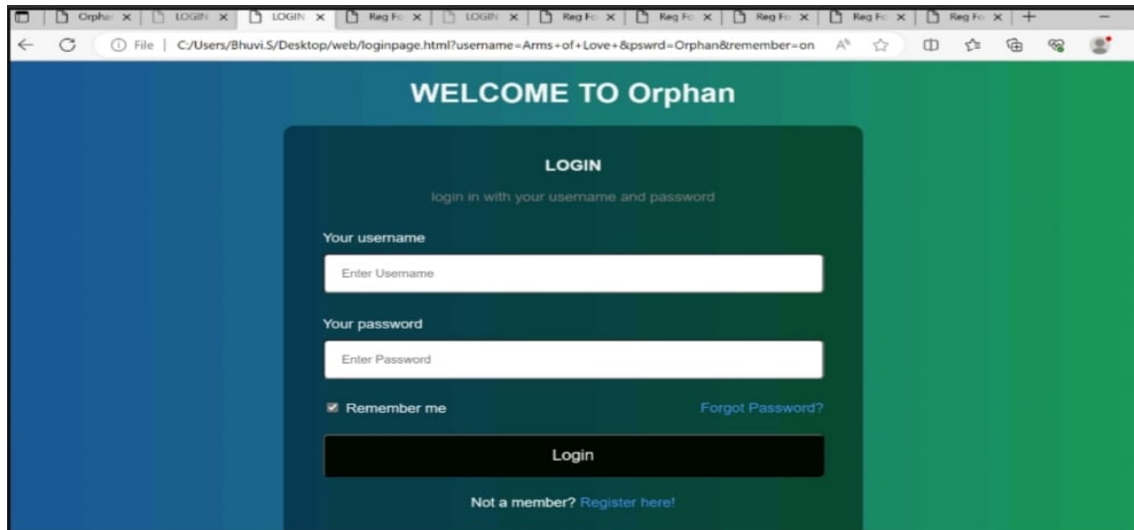 Orpha LOGIN LOGIN Reg Fo LOGIN Reg Fo Reg Fo Reg Fo Reg Fo Reg Fo
File C:/Users/Bhuvi.S/Desktop/web/loginpage.html?username=Arms+of+Love+&pswrd=Orphan&remember=on
WELCOME TO Orphan
LOGIN
login in with your username and password
Your username
Enter Username
Your password
Enter Password
Remember me Forgot Password?
Login
Not a member? Register here!